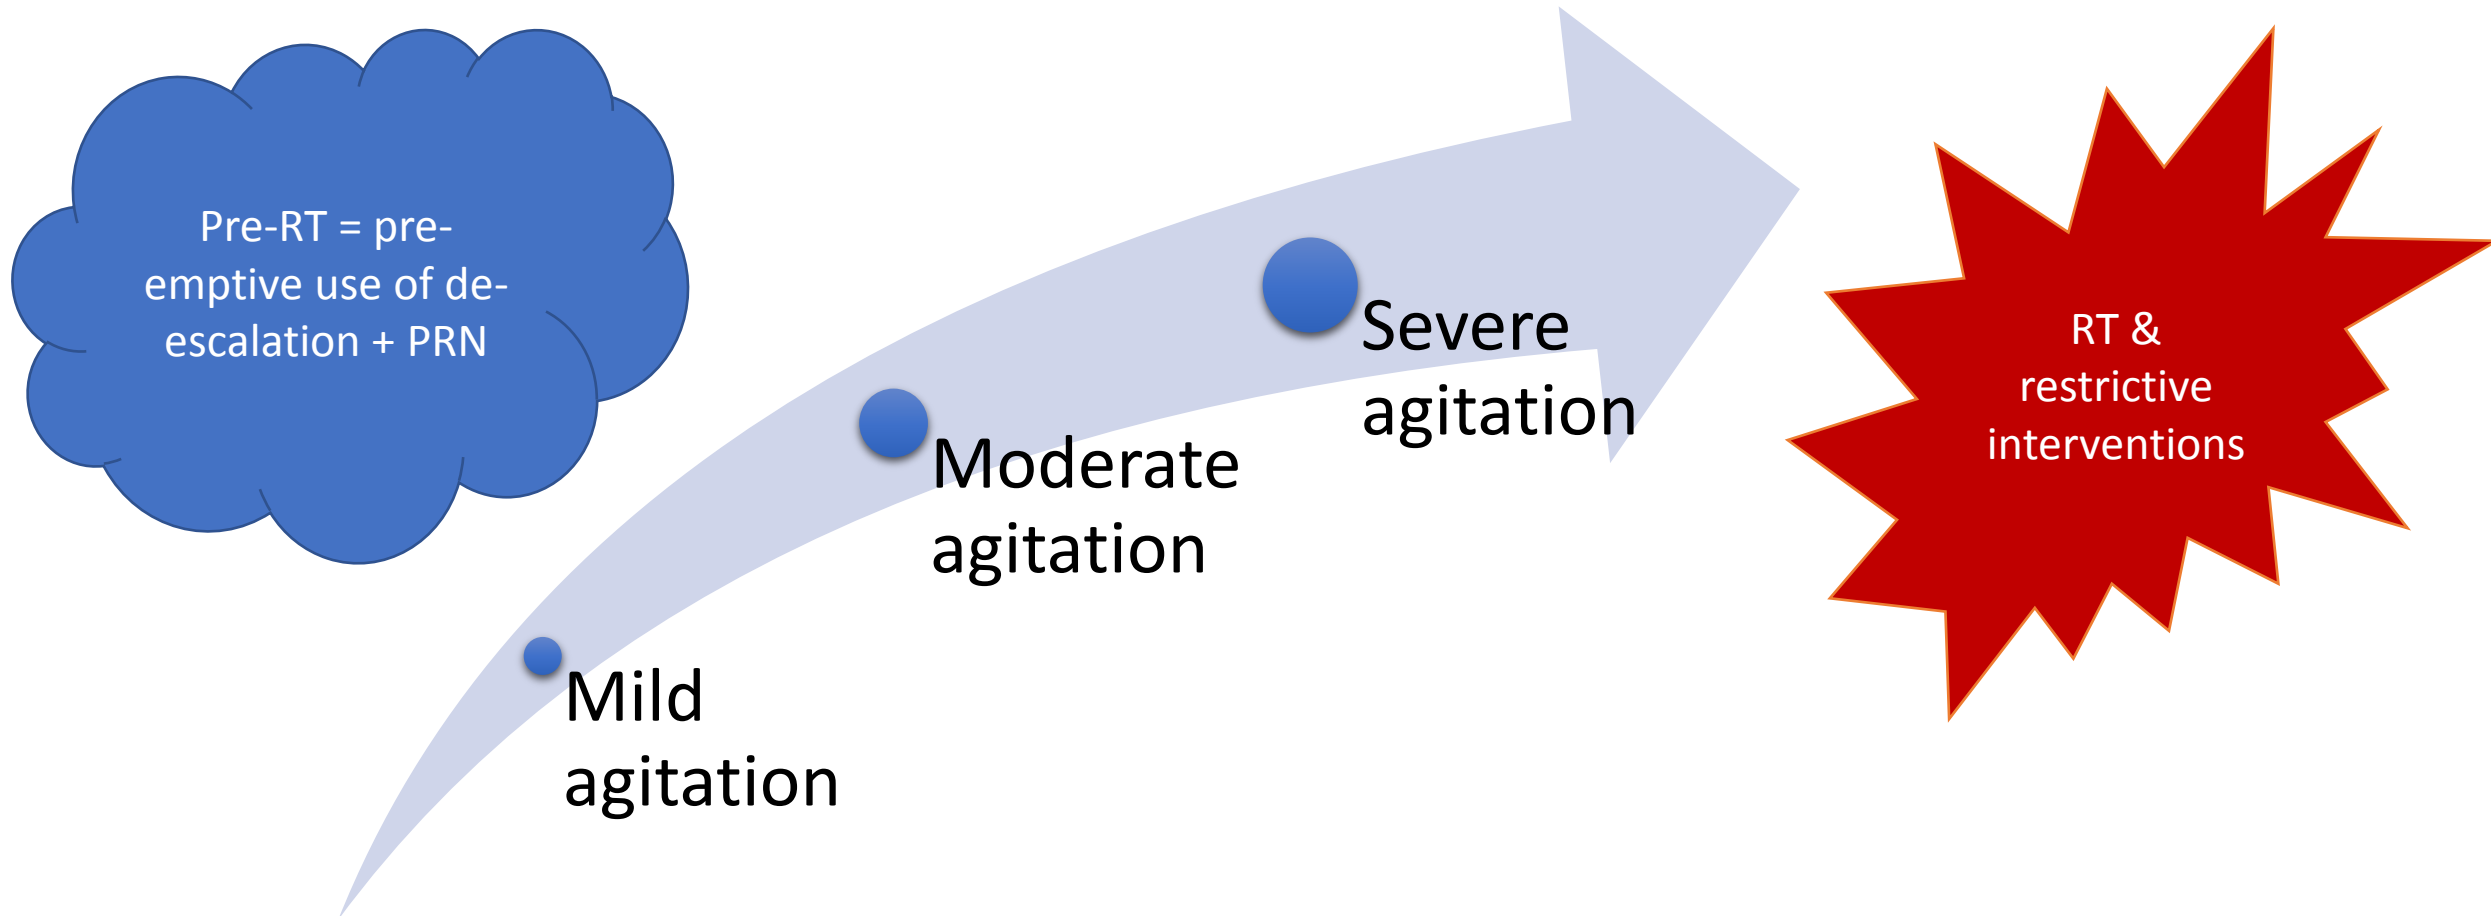 Pre-RT = pre-
emptive use of de-
escalation + PRN
Mild
agitation
Moderate
agitation
Severe
agitation
RT &
restrictive
interventions